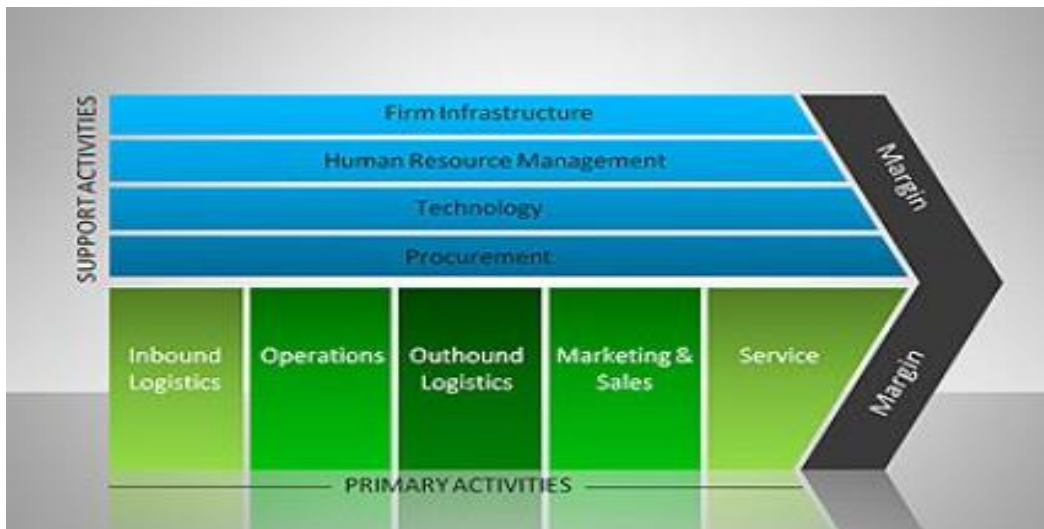 SUPPORT ACTIVITIES
Firm Infrastructure
Human Resource Management
Technology
Procurement
Margin
Inbound
Logistics
Operations
Outhound
Logistics
Marketing &
Sales
Service
Margin
PRIMARY ACTIVITIES